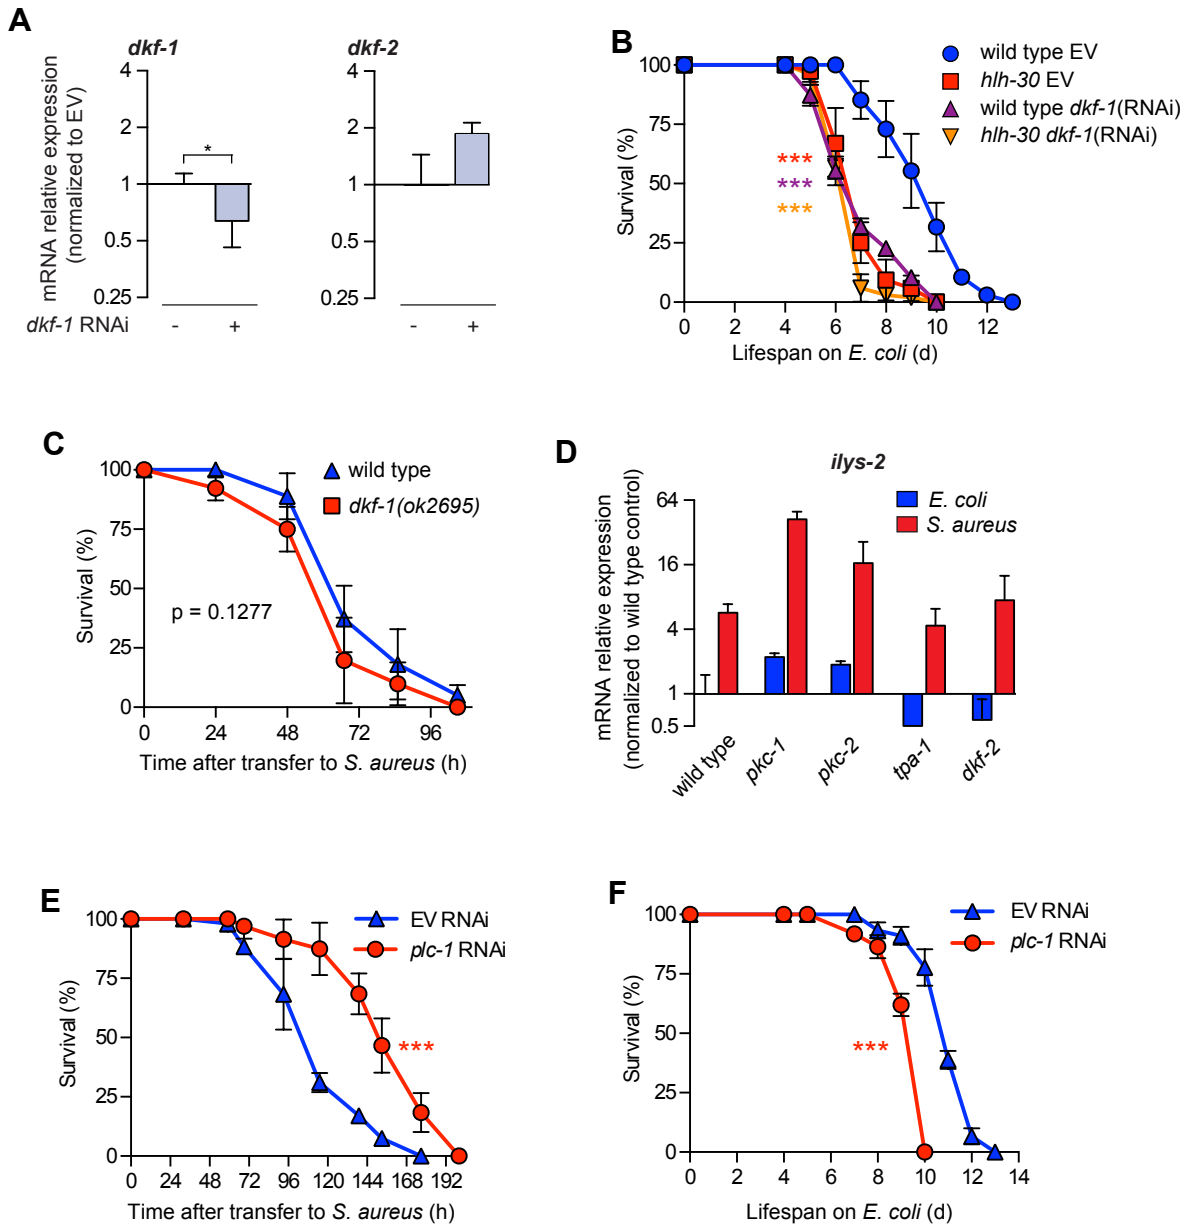 A
dkf-1
dkf-2
mRNA relative expression
(normalized to EV)
4
2
1
0.5
0.25
*
4
2
1
0.5
0.25
dkf-1 RNAi
-
+
-
+
B
wild type EV
hlh-30 EV
wild type dkf-1(RNAi)
hlh-30 dkf-1(RNAi)
Survival (%)
100
75
50
25
0
***
***
***
0 2 4 6 8 10 12
Lifespan on E. coli (d)
C
wild type
dkf-1(ok2695)
Survival (%)
100
75
50
25
0
p = 0.1277
0 24 48 72 96
Time after transfer to S. aureus (h)
D
ilys-2
E. coli
S. aureus
mRNA relative expression
(normalized to wild type control)
64
16
4
1
0.5
wild type
pkc-1
pkc-2
tpa-1
dkf-2
E
EV RNAi
plc-1 RNAi
Survival (%)
100
75
50
25
0
***
0 24 48 72 96 120 144 168 192
Time after transfer to S. aureus (h)
F
EV RNAi
plc-1 RNAi
Survival (%)
100
75
50
25
0
***
0 2 4 6 8 10 12 14
Lifespan on E. coli (d)